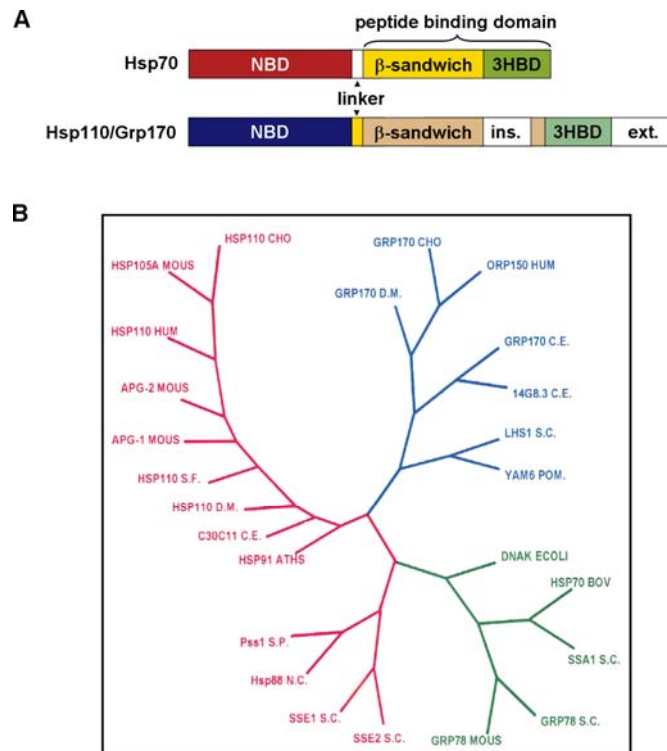 A
peptide binding domain
Hsp70 NBD β-sandwich 3HBD
linker
Hsp110/Grp170 NBD β-sandwich ins. 3HBD ext.
B
HSP110 CHO
GRP170 CHO
HSP105A MOUS
ORP150 HUM
GRP170 D.M.
HSP110 HUM
GRP170 C.E.
APG-2 MOUS
14G8.3 C.E.
APG-1 MOUS
LHS1 S.C.
HSP110 S.F.
YAM6 POM.
HSP110 D.M.
C30C11 C.E.
HSP91 ATHS
DNAK ECOLI
HSP70 BOV
Pss1 S.P.
SSA1 S.C.
Hsp88 N.C.
SSE1 S.C.
GRP78 S.C.
SSE2 S.C.
GRP78 MOUS